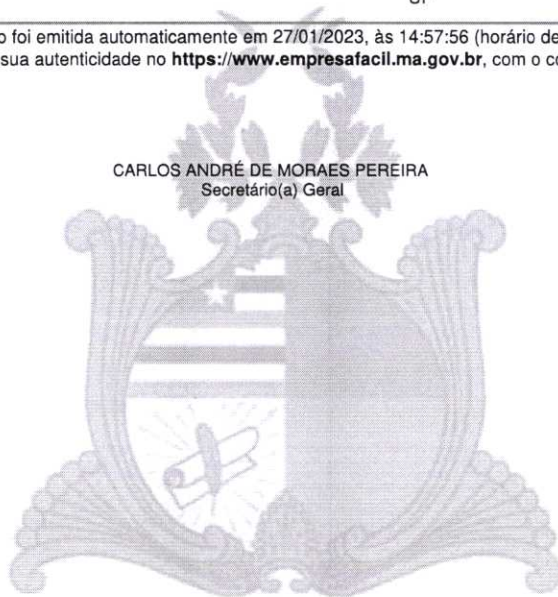 o foi emitida automaticamente em 27/01/2023, às 14:57:56 (horário de
sua autenticidade no https://www.empresafacil.ma.gov.br, com o co
CARLOS ANDRÉ DE MORAES PEREIRA
Secretário(a) Geral